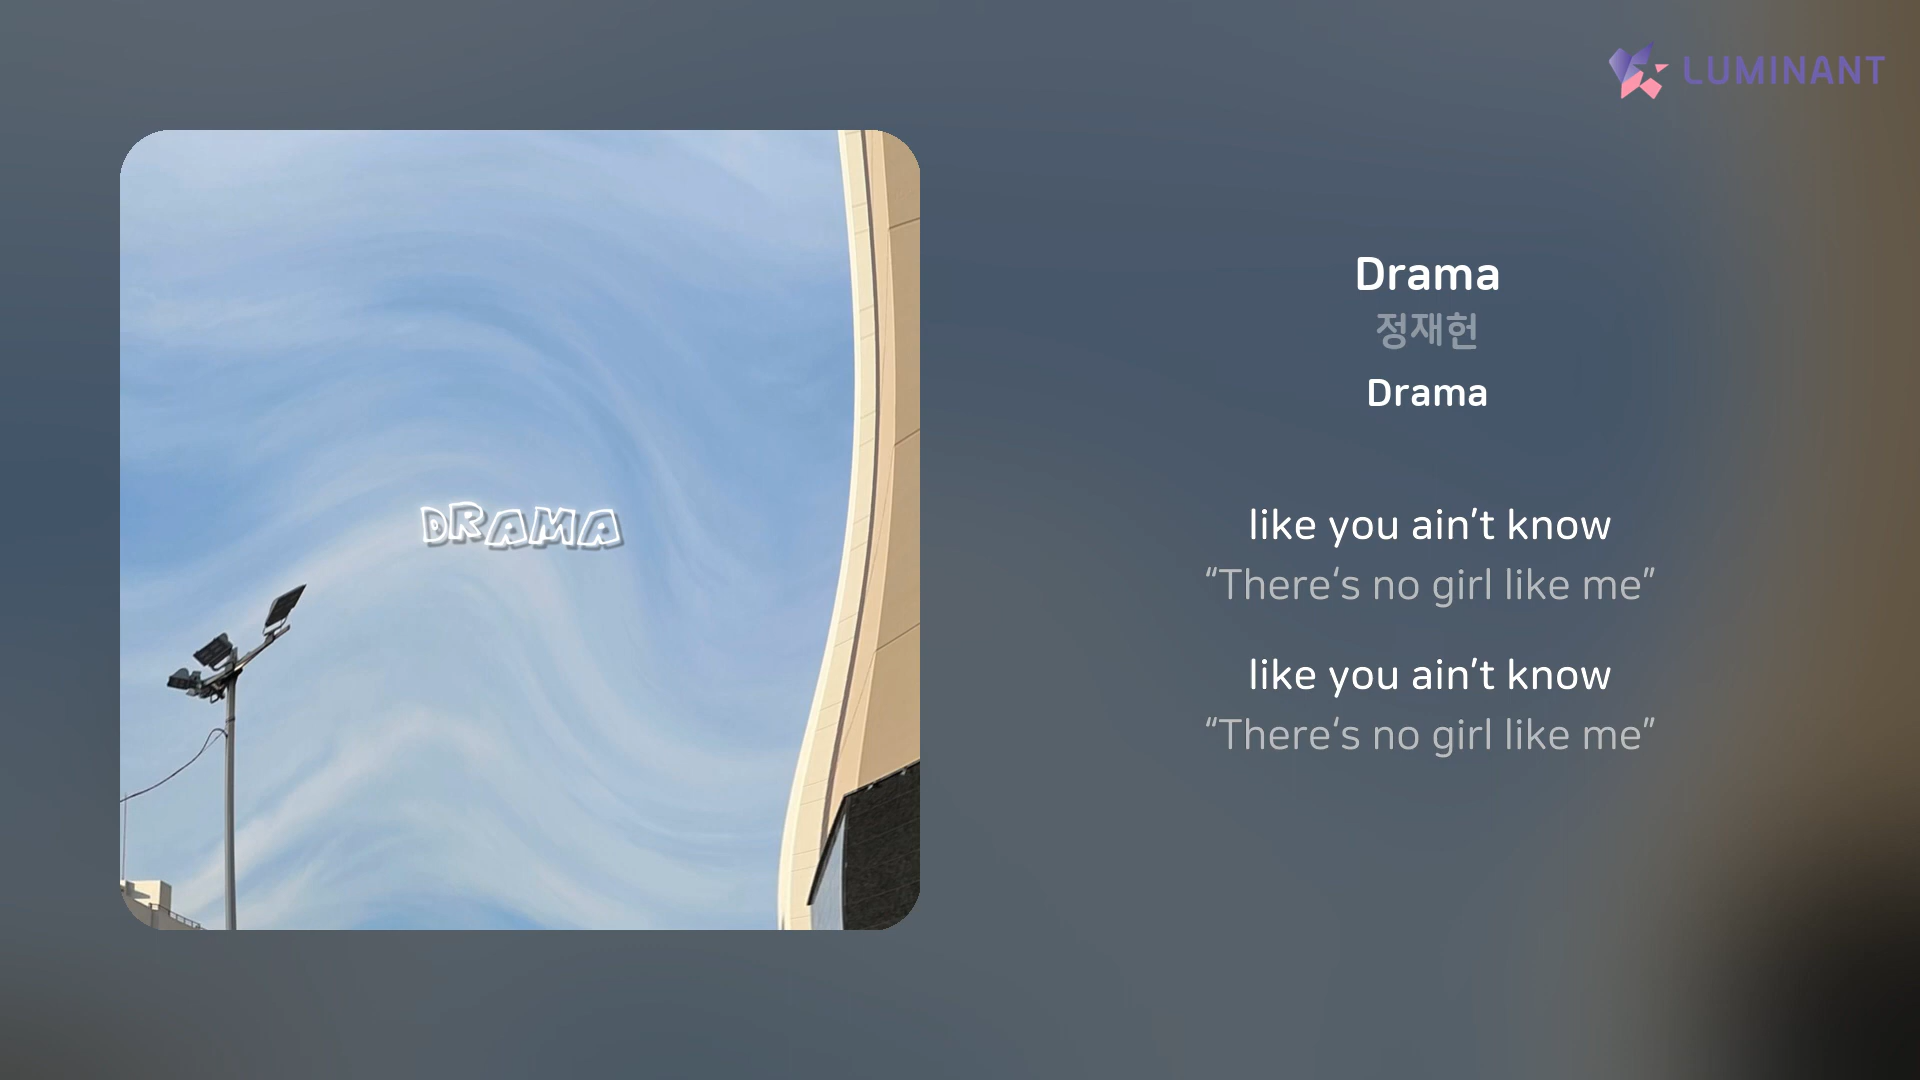 LUMINANT
DRAMA
Drama
정재헌
Drama
like you ain't know
“There‘s no girl like me”
like you ain't know
“There‘s no girl like me”